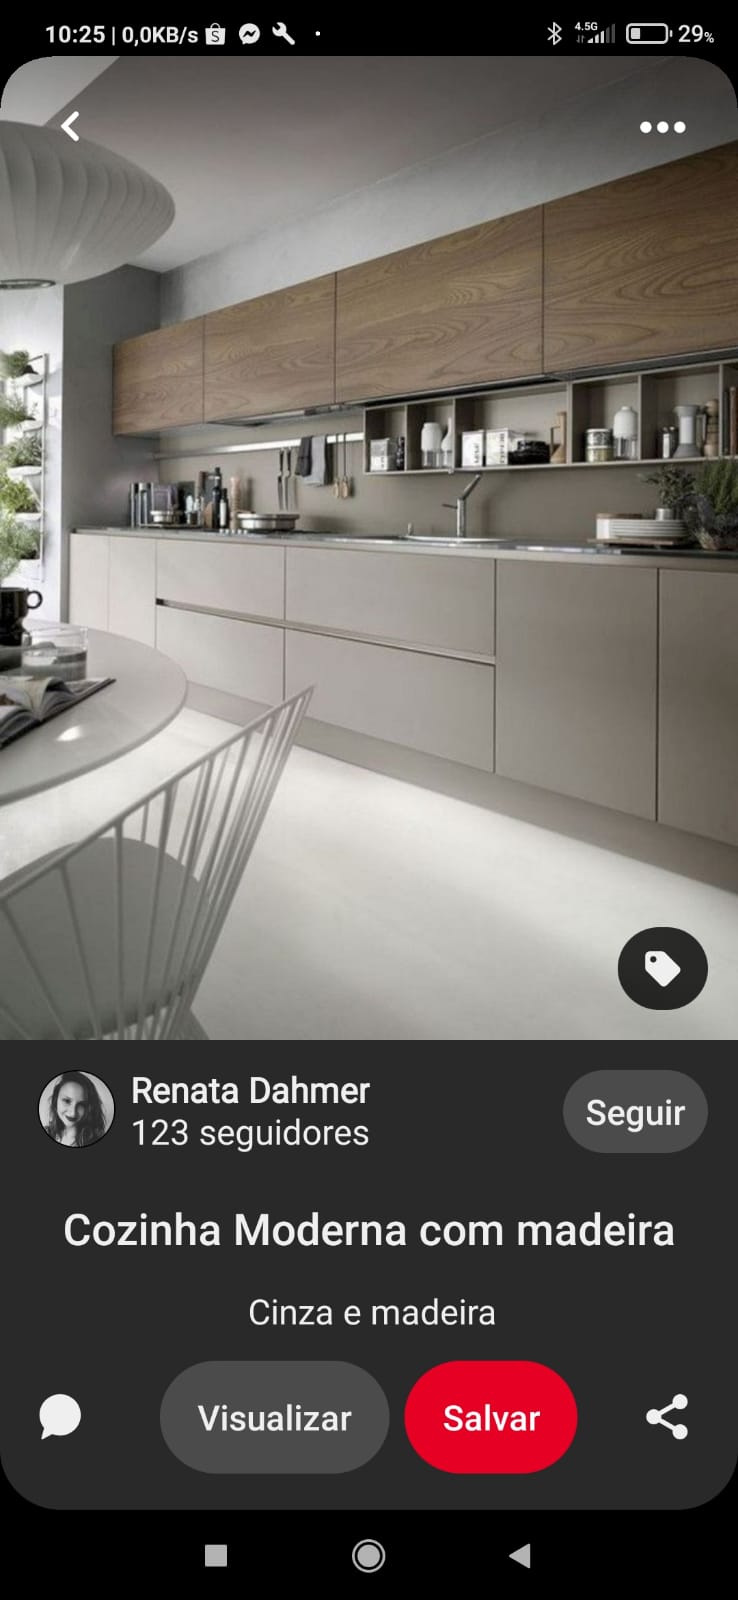 10:25 | 0,0KB/s
4.5G
29%
Renata Dahmer
123 seguidores
Seguir
Cozinha Moderna com madeira
Cinza e madeira
Visualizar
Salvar